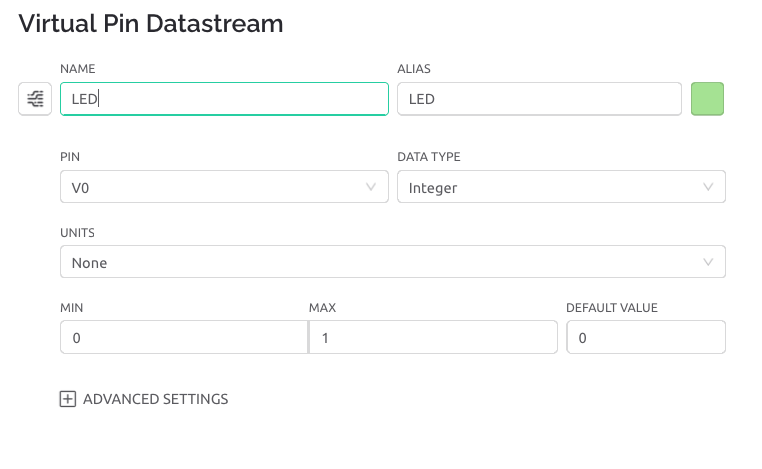 Virtual Pin Datastream
NAME
ALIAS
LED
LED
PIN
DATA TYPE
V0
Integer
UNITS
None
MIN
MAX
DEFAULT VALUE
0
1
0
ADVANCED SETTINGS